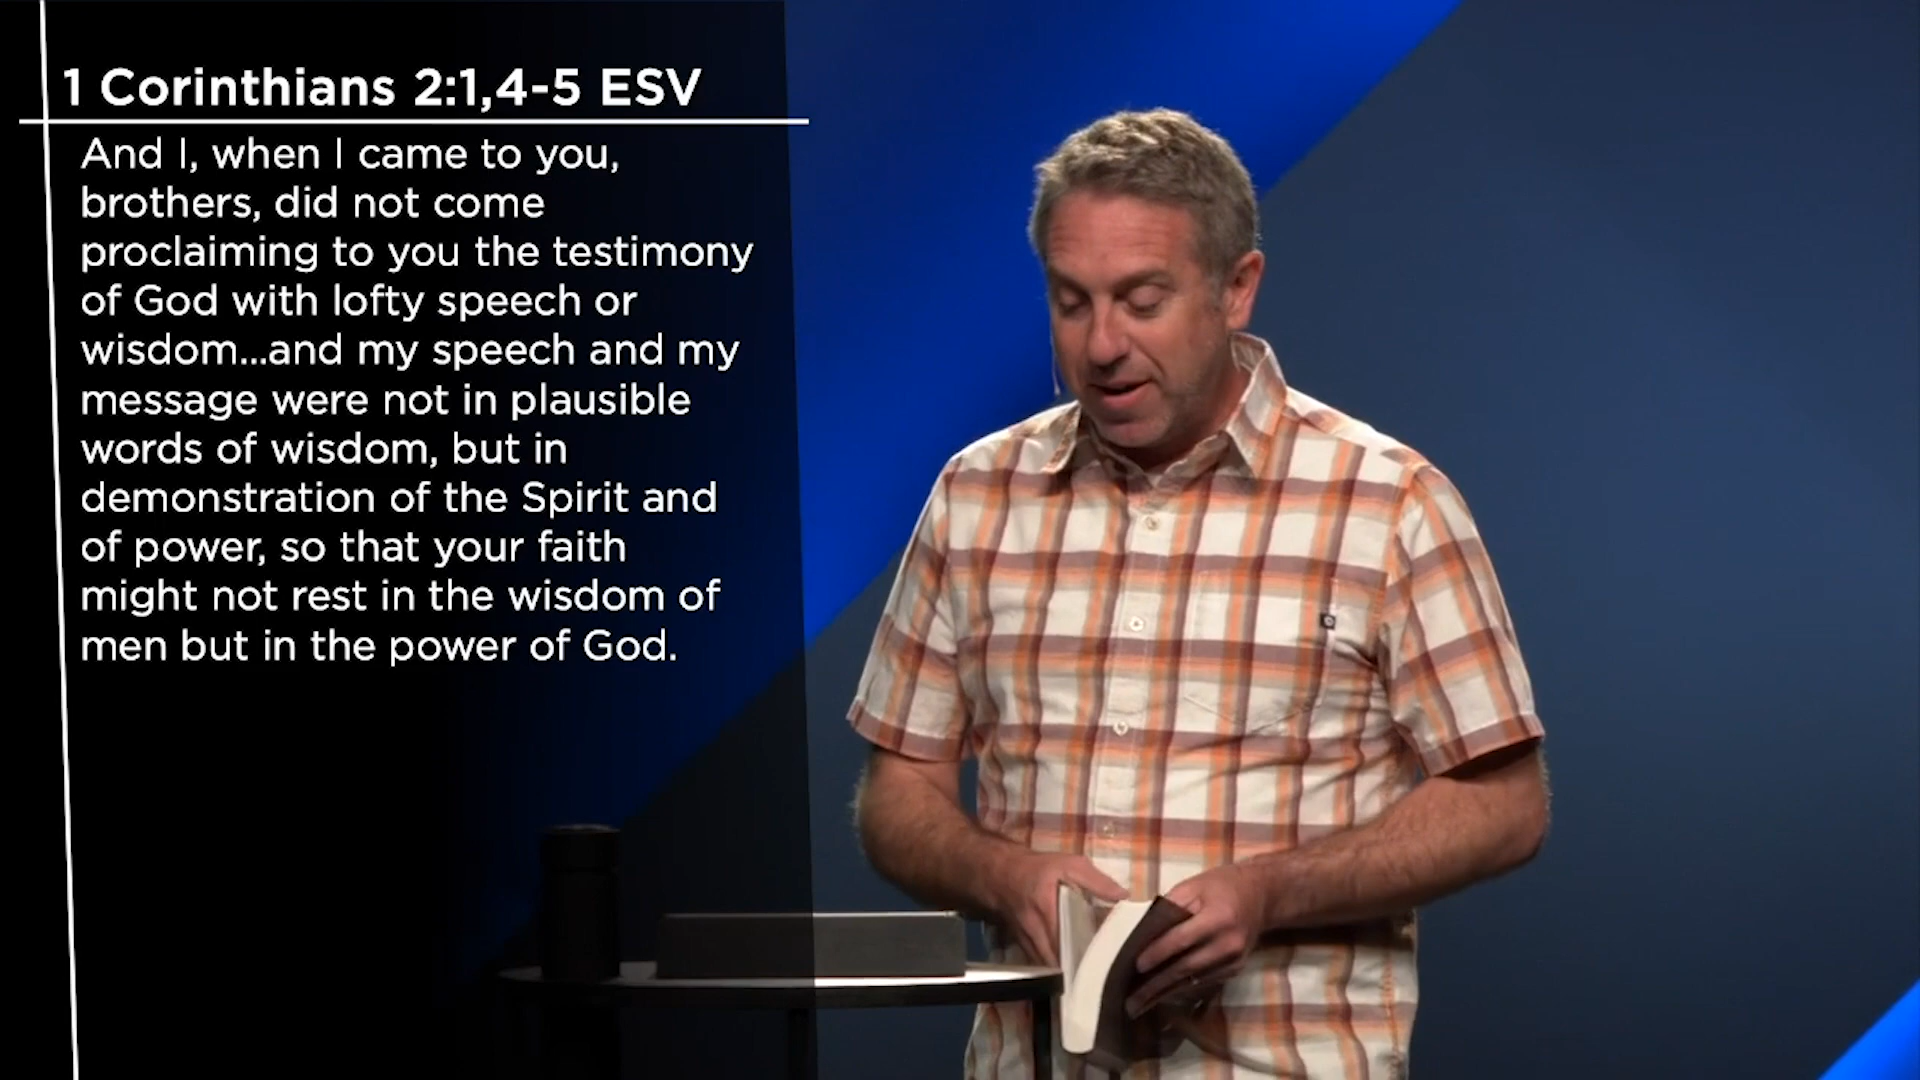 1 Corinthians 2:1,4-5 ESV
And I, when I came to you,
brothers, did not come
proclaiming to you the testimony
of God with lofty speech or
wisdom...and my speech and my
message were not in plausible
words of wisdom, but in
demonstration of the Spirit and
of power, so that your faith
might not rest in the wisdom of
men but in the power of God.